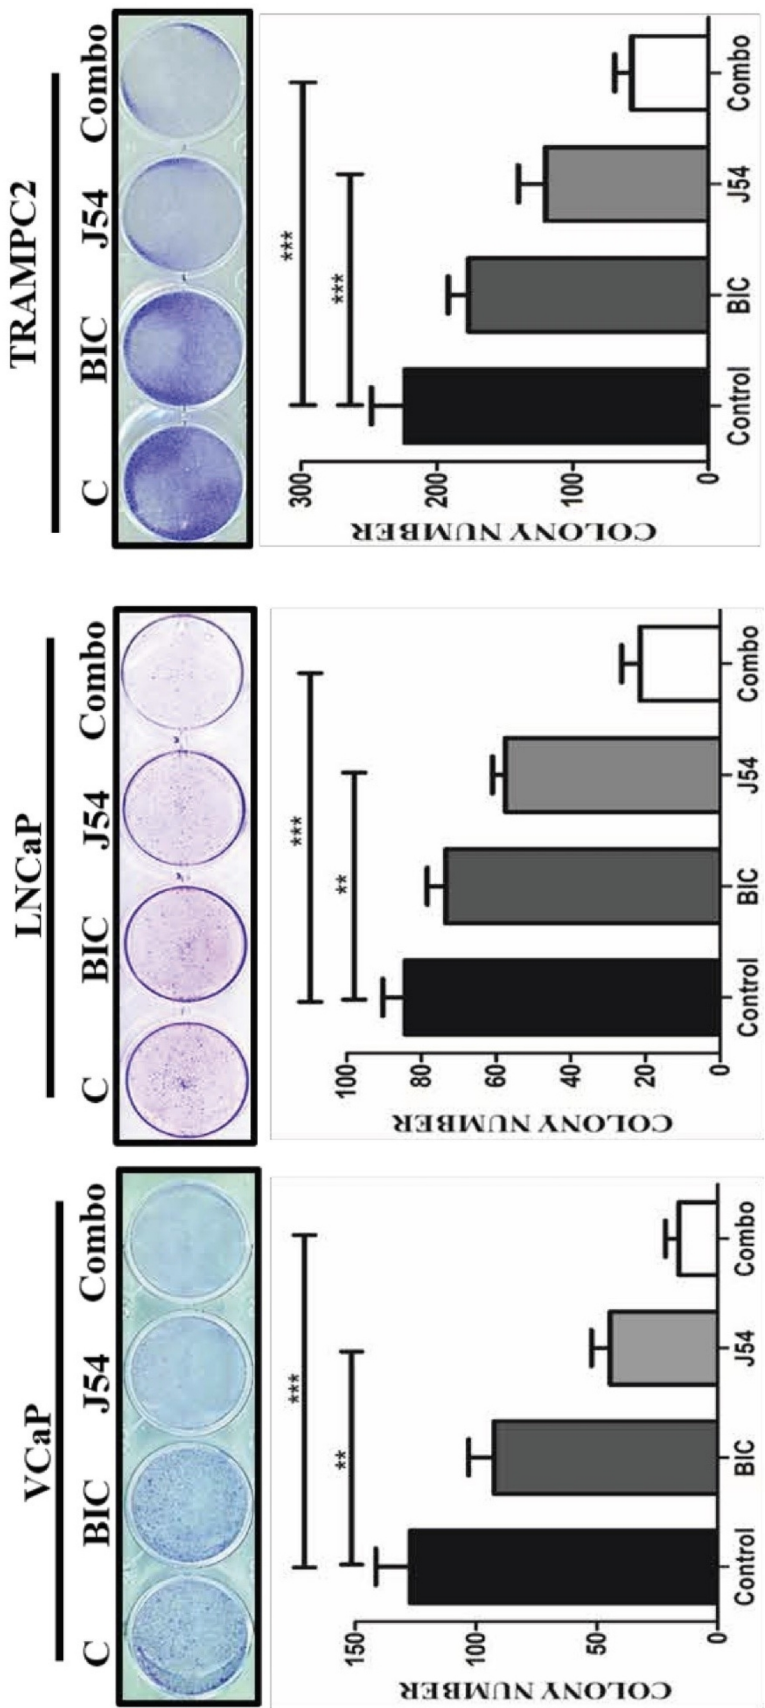 VCaP
C BIC J54 Combo
COLONY NUMBER
150
100
50
0
***
**
Control BIC J54 Combo
LNCaP
C BIC J54 Combo
COLONY NUMBER
100
80
60
40
20
0
***
**
Control BIC J54 Combo
TRAMPC2
C BIC J54 Combo
COLONY NUMBER
300
200
100
0
***
***
Control BIC J54 Combo